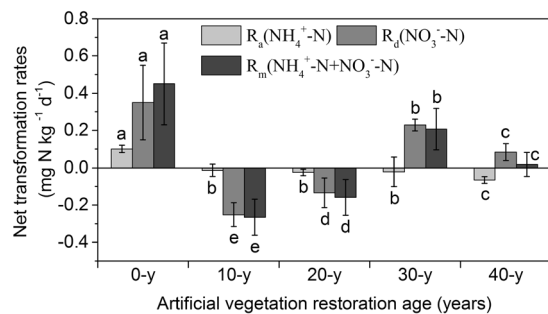 Net transformation rates
(mg N kg⁻¹ d⁻¹)
0.8
0.6
0.4
0.2
0.0
-0.2
-0.4
Rₐ(NH₄⁺-N) R_d(NO₃⁻-N)
Rₘ(NH₄⁺-N+NO₃⁻-N)
a a a
b e e
b d d
b b b
c c c
0-y 10-y 20-y 30-y 40-y
Artificial vegetation restoration age (years)